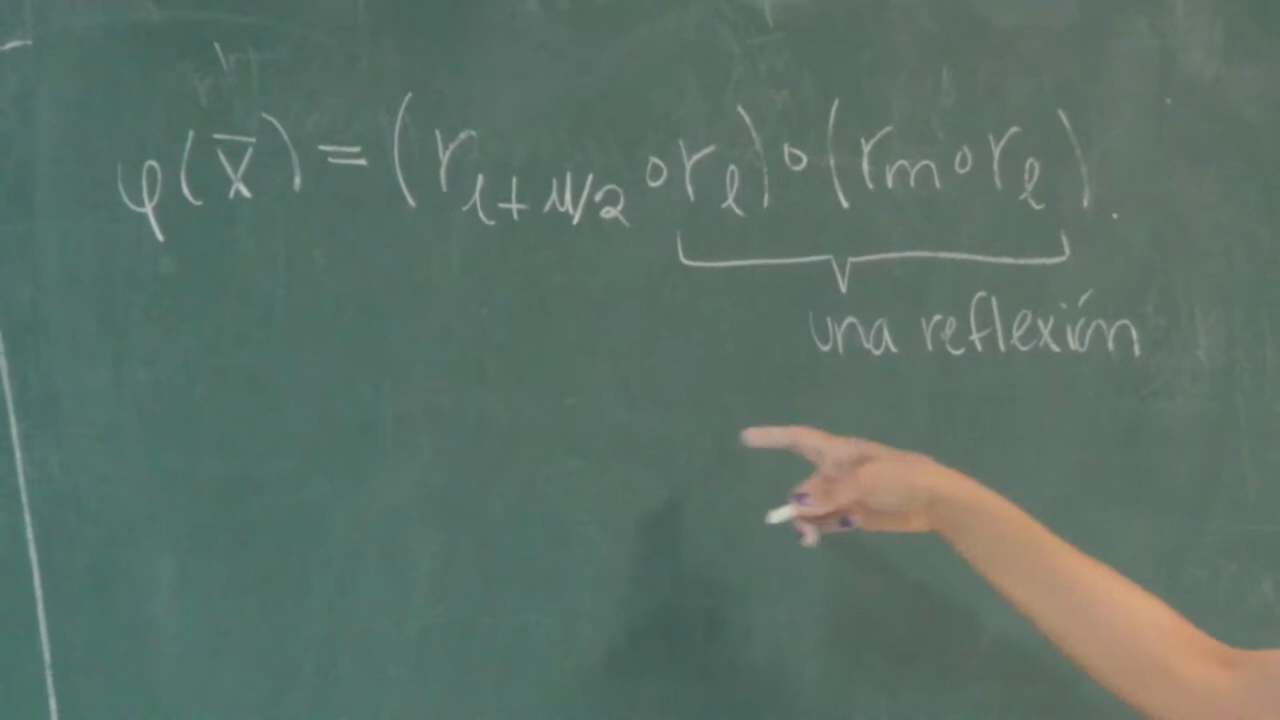 φ(x̄) = (r_{l+u/2} ∘ r_ℓ) ∘ (r_m ∘ r_ℓ).
una reflexión